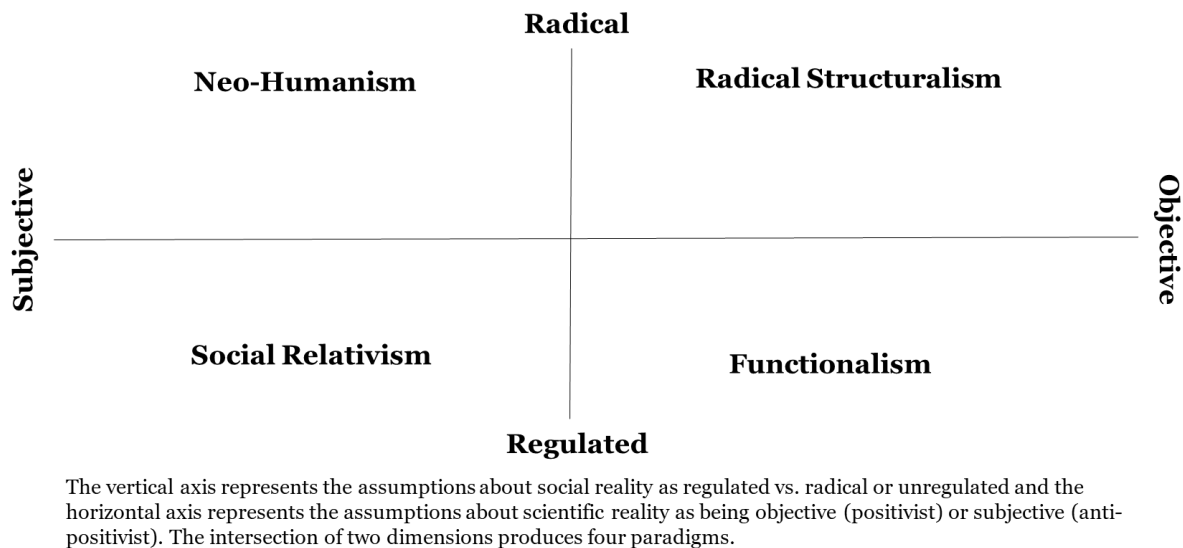 Radical
Neo-Humanism
Radical Structuralism
Subjective
Objective
Social Relativism
Functionalism
Regulated
The vertical axis represents the assumptions about social reality as regulated vs. radical or unregulated and the
horizontal axis represents the assumptions about scientific reality as being objective (positivist) or subjective (anti-
positivist). The intersection of two dimensions produces four paradigms.